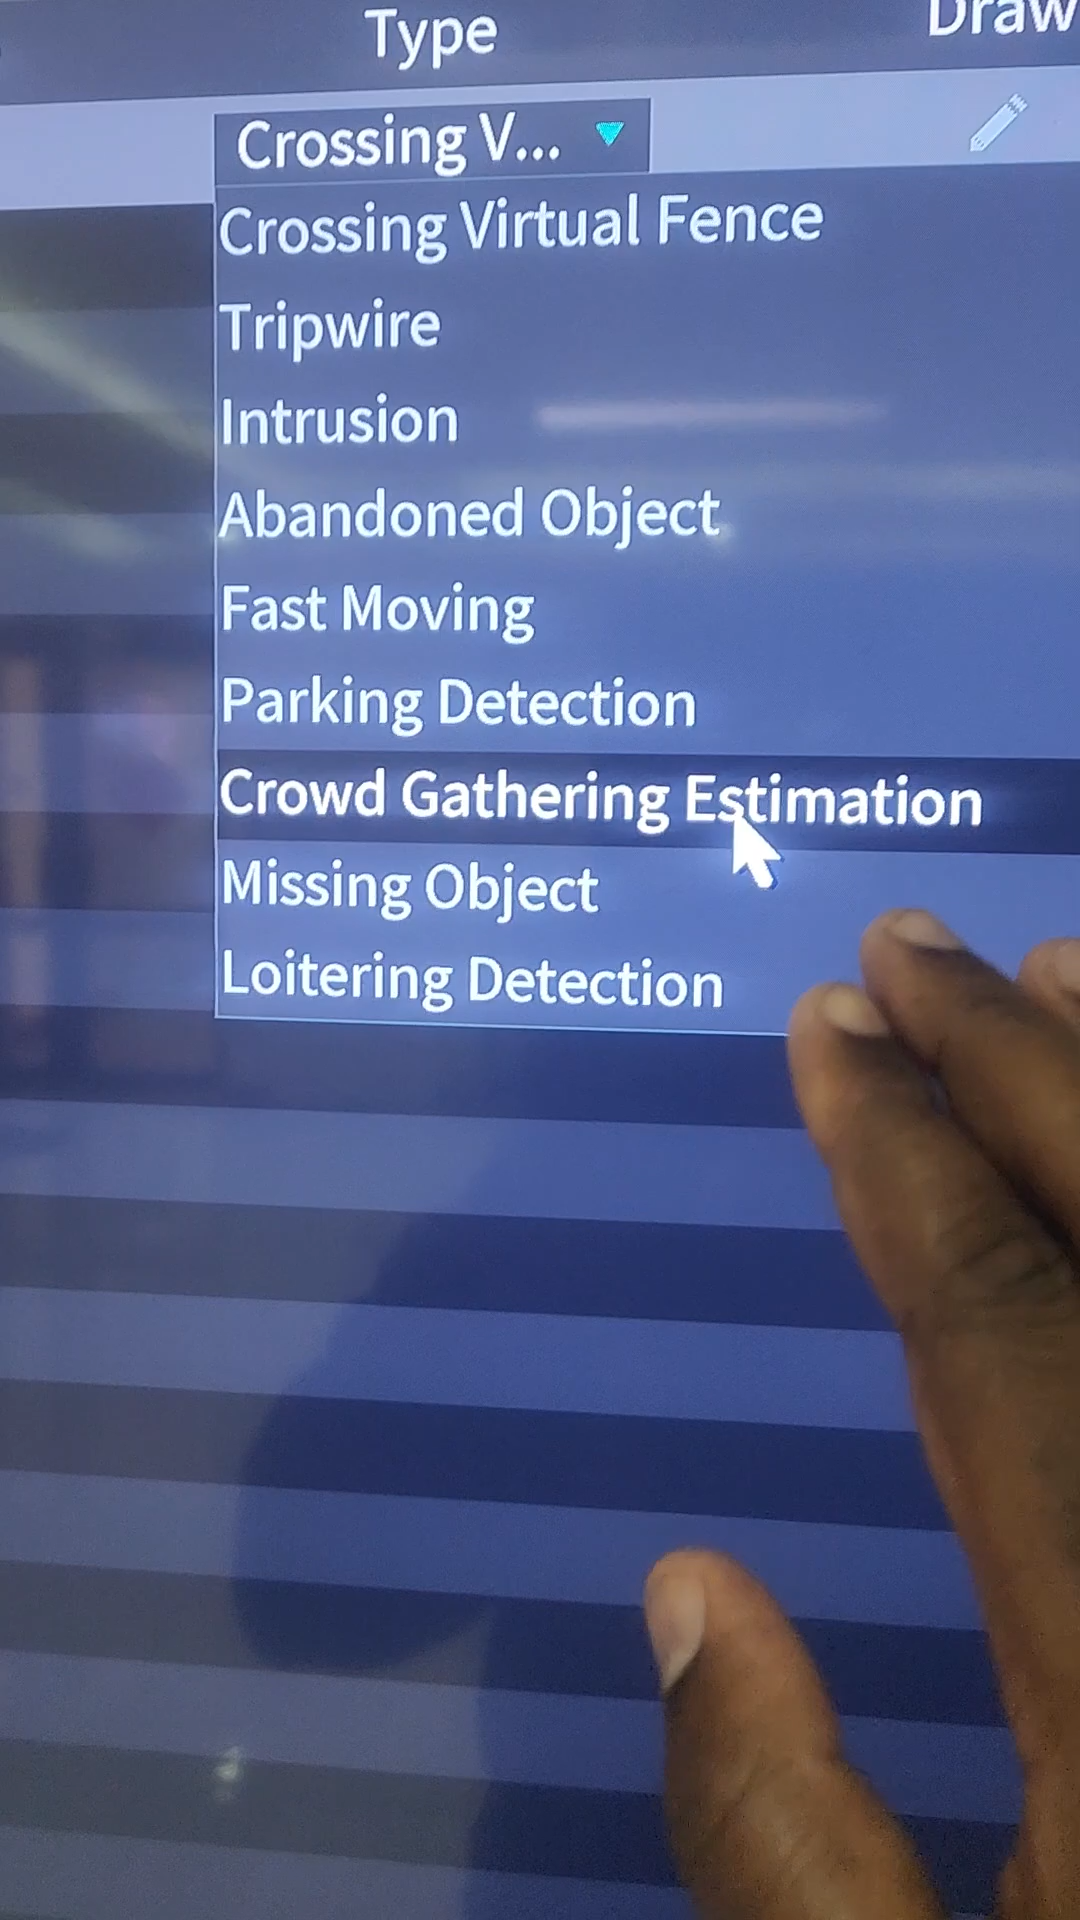 Type
Draw
Crossing V...
Crossing Virtual Fence
Tripwire
Intrusion
Abandoned Object
Fast Moving
Parking Detection
Crowd Gathering Estimation
Missing Object
Loitering Detection